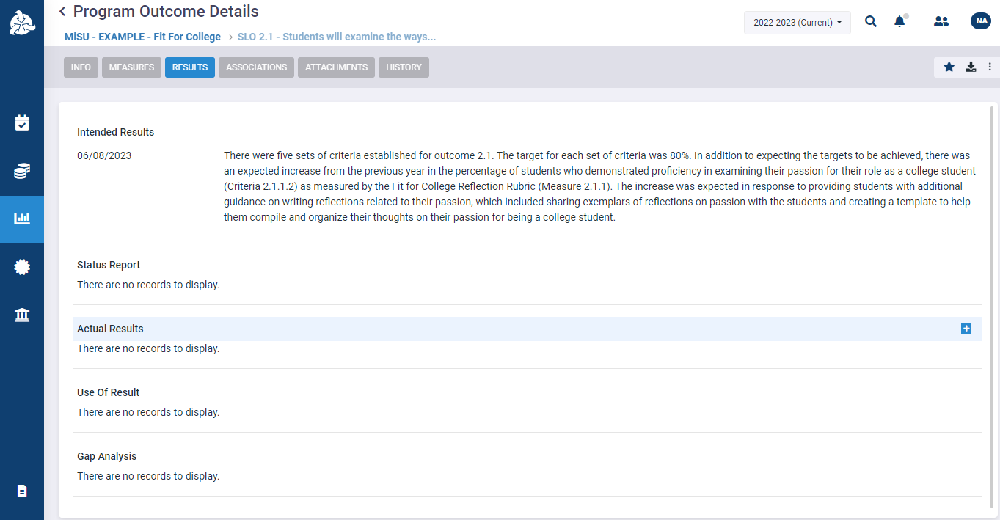 Program Outcome Details
MiSU - EXAMPLE - Fit For College > SLO 2.1 - Students will examine the ways...
2022-2023 (Current)
NA
INFO MEASURES RESULTS ASSOCIATIONS ATTACHMENTS HISTORY
Intended Results
06/08/2023
There were five sets of criteria established for outcome 2.1. The target for each set of criteria was 80%. In addition to expecting the targets to be achieved, there was
an expected increase from the previous year in the percentage of students who demonstrated proficiency in examining their passion for their role as a college student
(Criteria 2.1.1.2) as measured by the Fit for College Reflection Rubric (Measure 2.1.1). The increase was expected in response to providing students with additional
guidance on writing reflections related to their passion, which included sharing exemplars of reflections on passion with the students and creating a template to help
them compile and organize their thoughts on their passion for being a college student.
Status Report
There are no records to display.
Actual Results
There are no records to display.
Use Of Result
There are no records to display.
Gap Analysis
There are no records to display.